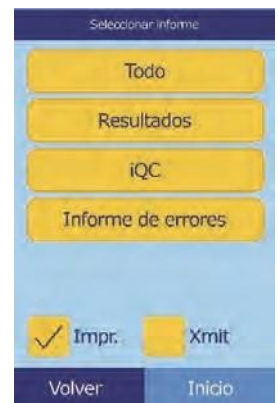 Seleccionar informe
Todo
Resultados
iQC
Informe de errores
Impr. Xmit
Volver Inicio